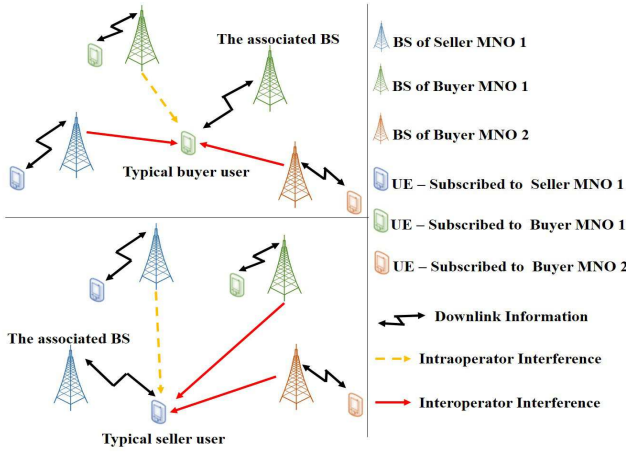 The associated BS
Typical buyer user
The associated BS
Typical seller user
BS of Seller MNO 1
BS of Buyer MNO 1
BS of Buyer MNO 2
UE – Subscribed to Seller MNO 1
UE – Subscribed to Buyer MNO 1
UE – Subscribed to Buyer MNO 2
Downlink Information
Intraoperator Interference
Interoperator Interference